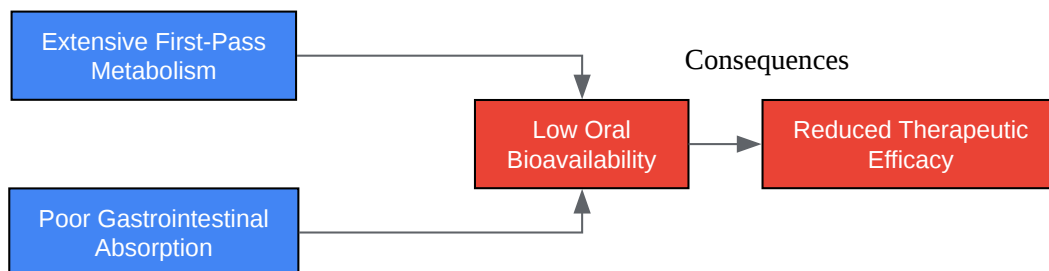 Extensive First-Pass
Metabolism
Consequences
Low Oral
Bioavailability
Reduced Therapeutic
Efficacy
Poor Gastrointestinal
Absorption